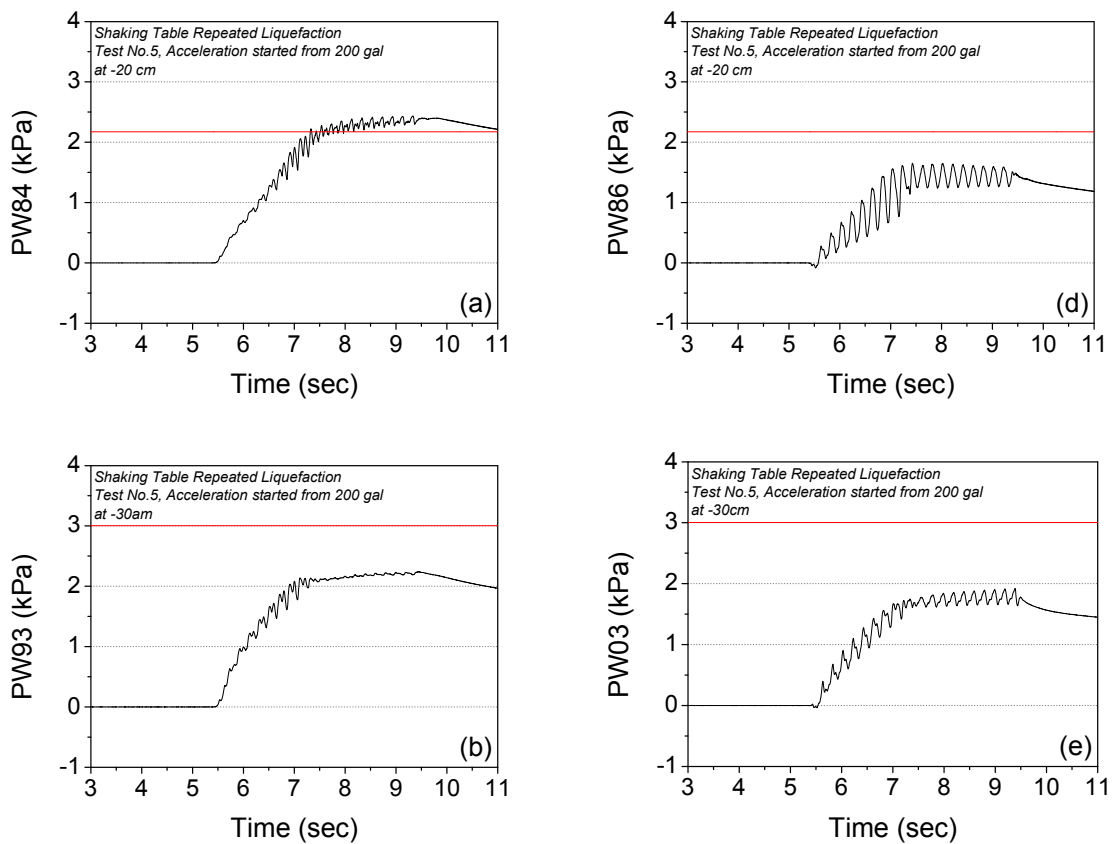 4
3
2
1
0
-1
PW84 (kPa)
Shaking Table Repeated Liquefaction
Test No.5, Acceleration started from 200 gal
at -20 cm
(a)
3 4 5 6 7 8 9 10 11
Time (sec)
4
3
2
1
0
-1
PW86 (kPa)
Shaking Table Repeated Liquefaction
Test No.5, Acceleration started from 200 gal
at -20 cm
(d)
3 4 5 6 7 8 9 10 11
Time (sec)
4
3
2
1
0
-1
PW93 (kPa)
Shaking Table Repeated Liquefaction
Test No.5, Acceleration started from 200 gal
at -30am
(b)
3 4 5 6 7 8 9 10 11
Time (sec)
4
3
2
1
0
-1
PW03 (kPa)
Shaking Table Repeated Liquefaction
Test No.5, Acceleration started from 200 gal
at -30cm
(e)
3 4 5 6 7 8 9 10 11
Time (sec)